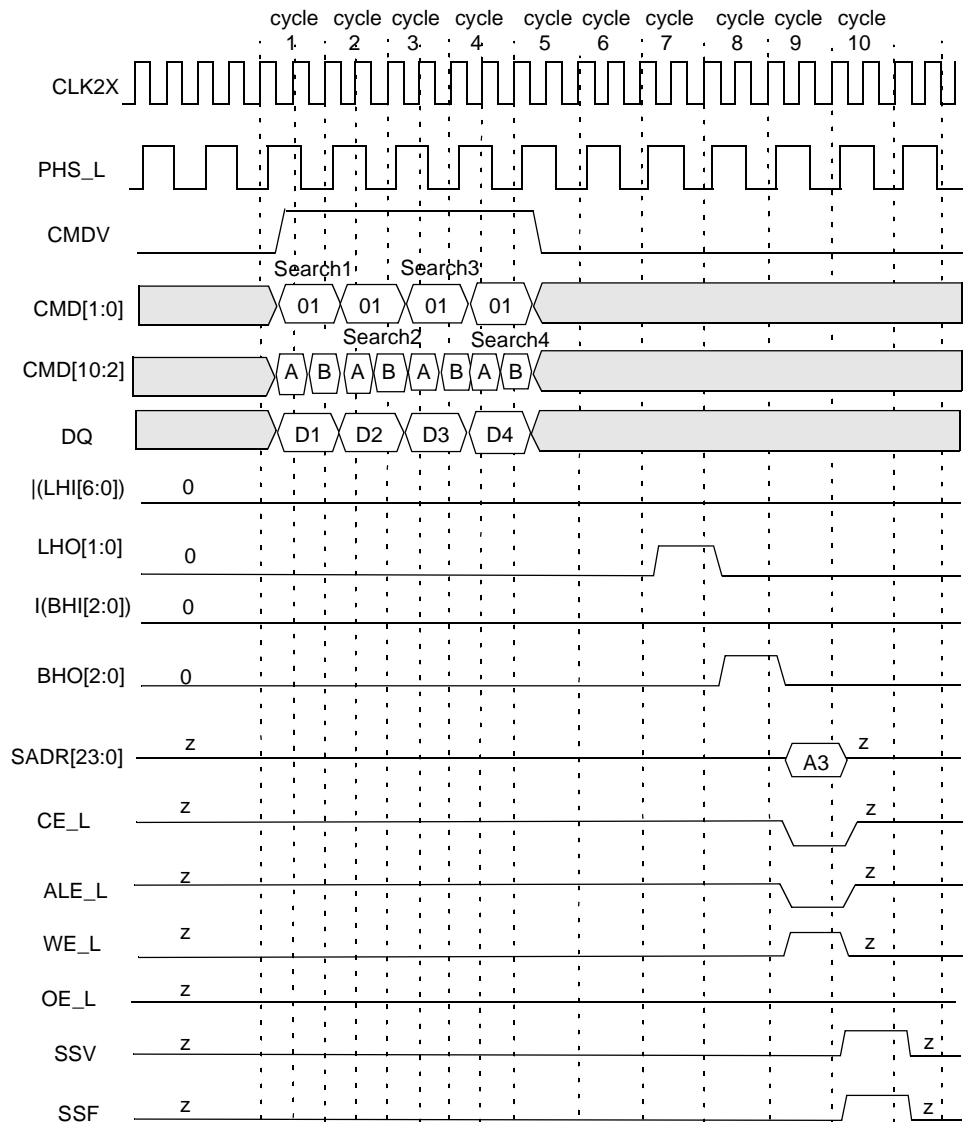 cycle cycle cycle cycle cycle cycle cycle cycle cycle cycle
1 2 3 4 5 6 7 8 9 10
CLK2X
PHS_L
CMDV
Search1 Search3
CMD[1:0] 01 01 01 01
Search2 Search4
CMD[10:2] A B A B A B A B
DQ D1 D2 D3 D4
|(LHI[6:0]) 0
LHO[1:0] 0
I(BHI[2:0]) 0
BHO[2:0] 0
SADR[23:0] z A3 z
CE_L z z
ALE_L z z
WE_L z z
OE_L z
SSV z z
SSF z z